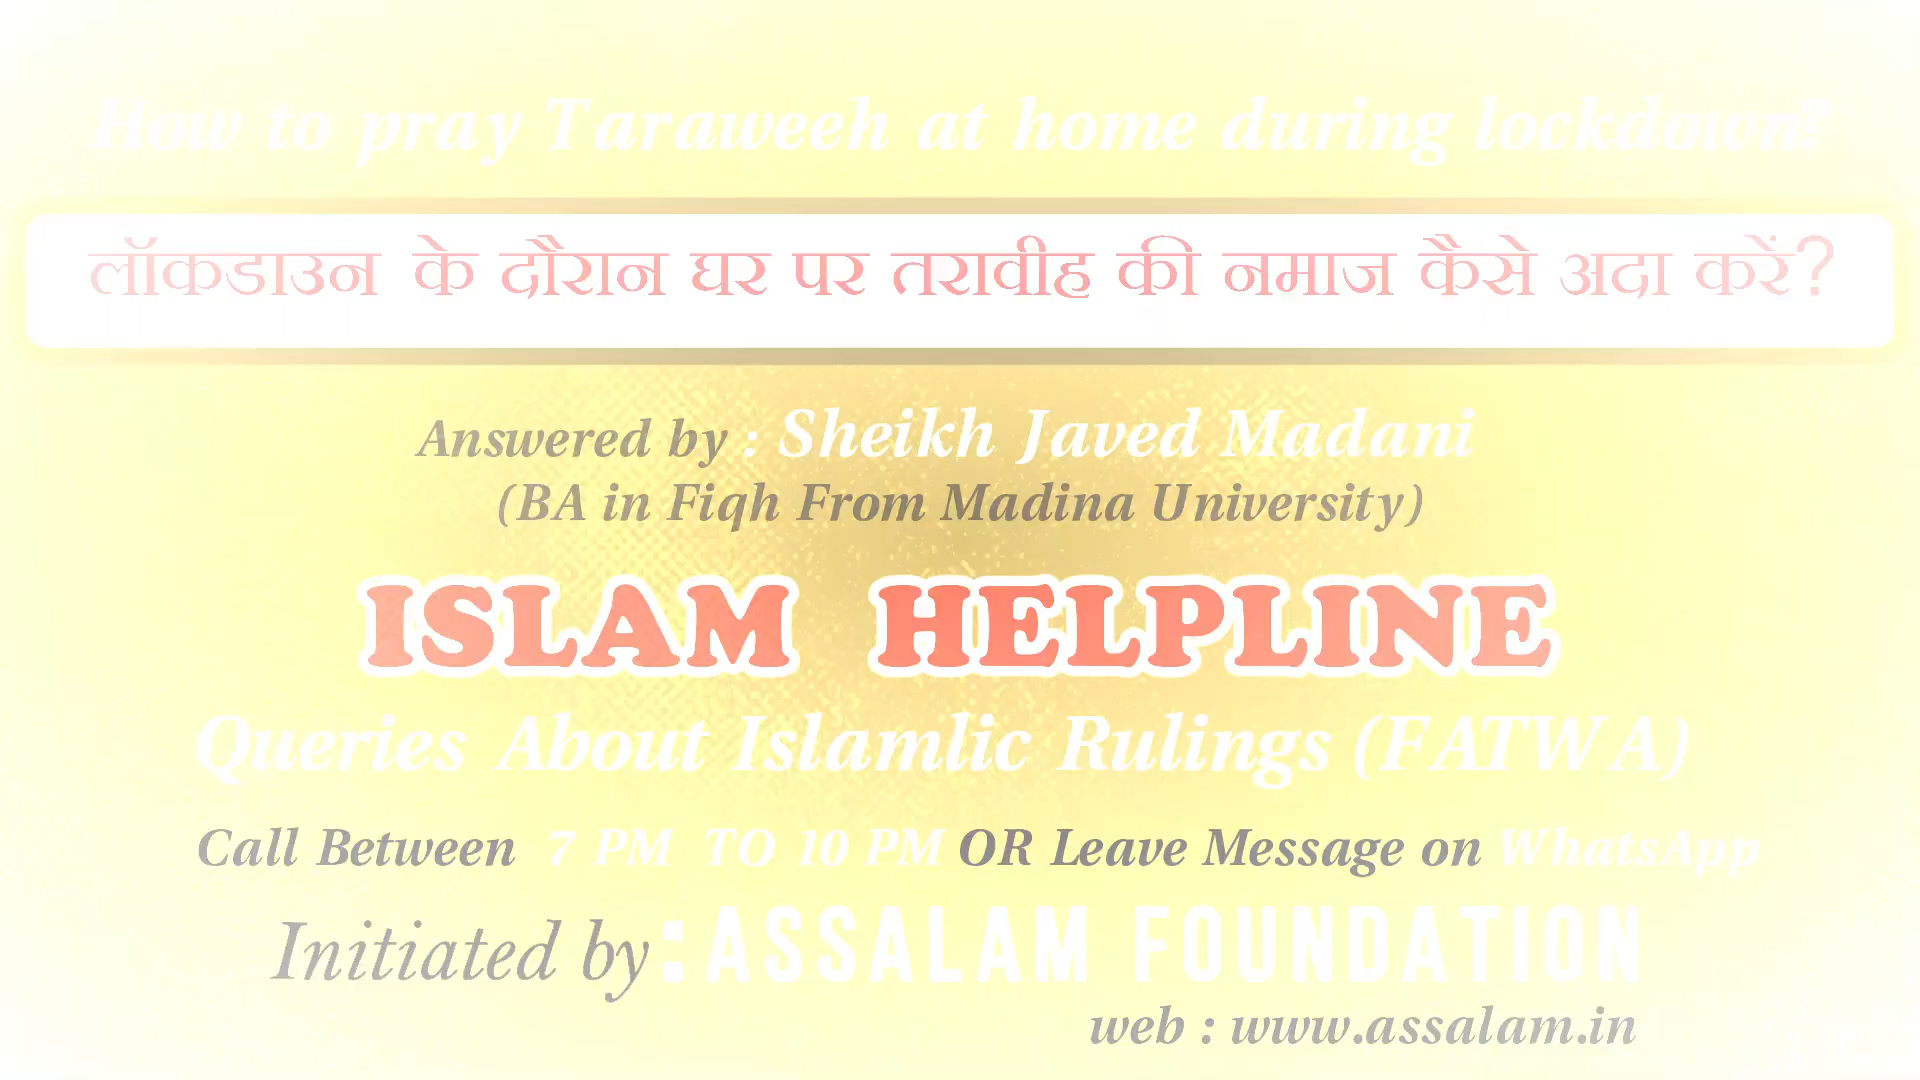 How to pray Taraweeh at home during lockdown?
लॉकडाउन के दौरान घर पर तरावीह की नमाज कैसे अदा करें?
Answered by : Sheikh Javed Madani
(BA in Fiqh From Madina University)
ISLAM HELPLINE
Queries About Islamlic Rulings (FATWA)
Call Between 7 PM TO 10 PM OR Leave Message on WhatsApp
Initiated by : ASSALAM FOUNDATION
web : www.assalam.in